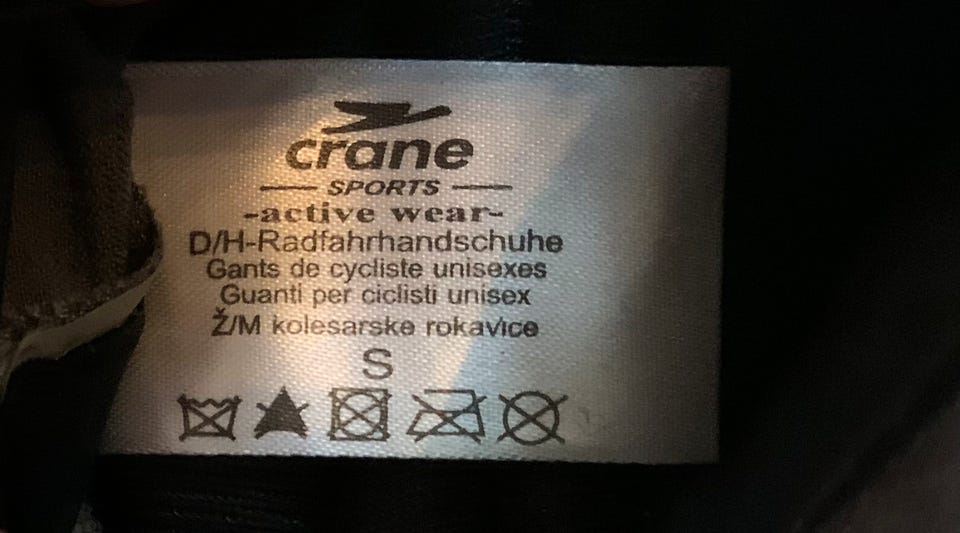 crane
SPORTS
-active wear-
D/H-Radfahrhandschuhe
Gants de cycliste unisexes
Guanti per ciclisti unisex
Ž/M kolesarske rokavice
S